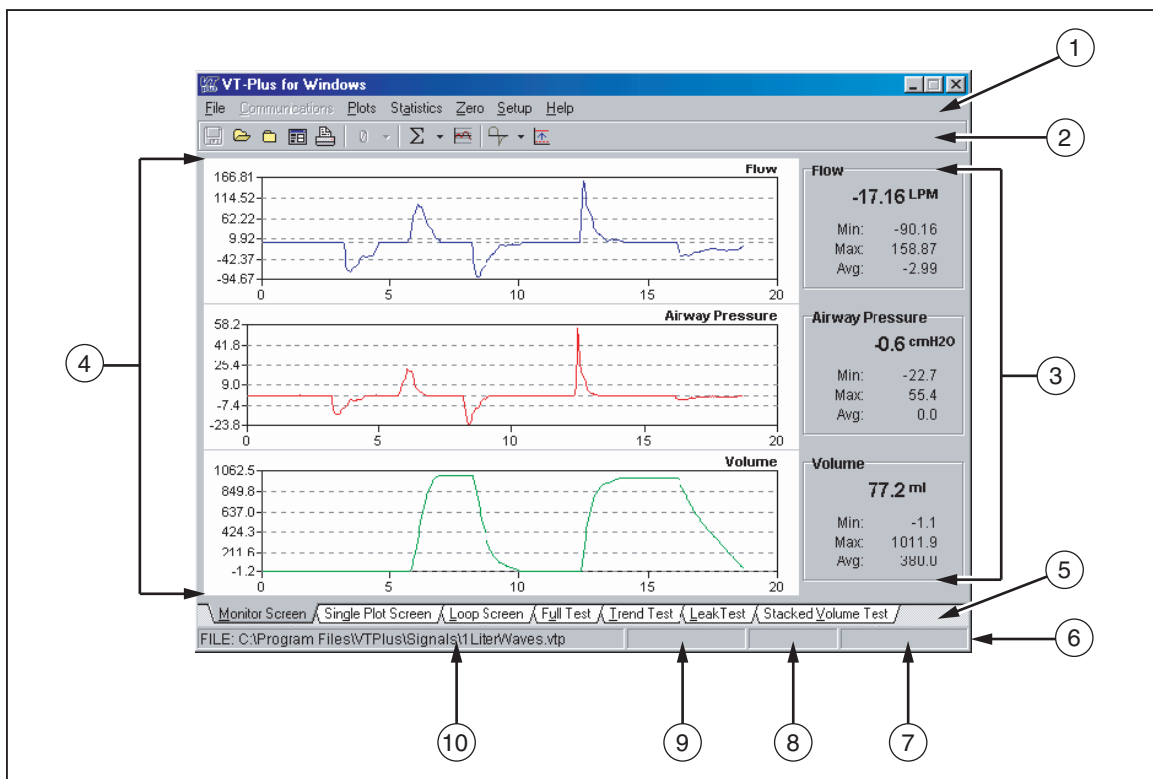 VT-Plus for Windows
File Communications Plots Statistics Zero Setup Help
0 Σ
Flow
166.81
114.52
62.22
9.92
-42.37
-94.67
0 5 10 15 20
Flow
-17.16 LPM
Min: -90.16
Max: 158.87
Avg: -2.99
Airway Pressure
58.2
41.8
25.4
9.0
-7.4
-23.8
0 5 10 15 20
Airway Pressure
-0.6 cmH2O
Min: -22.7
Max: 55.4
Avg: 0.0
Volume
1062.5
849.8
637.0
424.3
211.6
-1.2
0 5 10 15 20
Volume
77.2 ml
Min: -1.1
Max: 1011.9
Avg: 380.0
Monitor Screen Single Plot Screen Loop Screen Full Test Trend Test LeakTest Stacked Volume Test
FILE: C:\Program Files\VTPlus\Signals\1LiterWaves.vtp
1
2
3
4
5
6
10 9 8 7